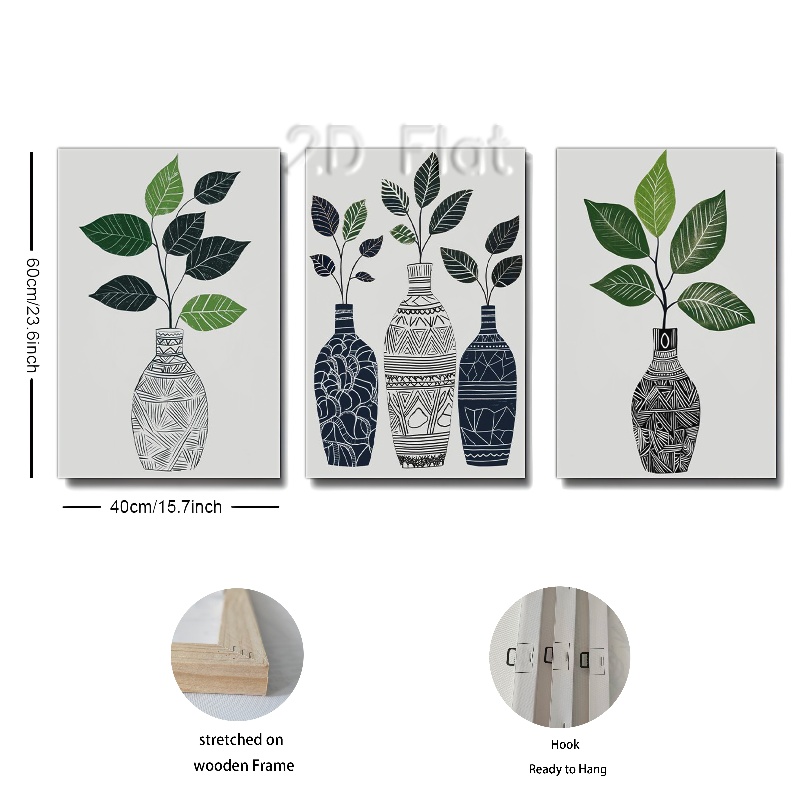 2D Flat
60cm/23.6inch
40cm/15.7inch
stretched on
wooden Frame
Hook
Ready to Hang